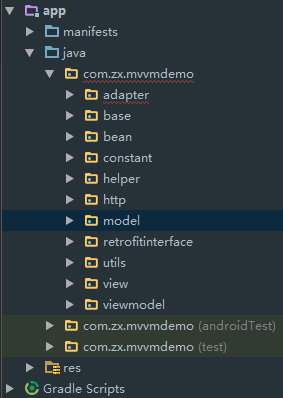 app
manifests
java
com.zx.mvvmdemo
adapter
base
bean
constant
helper
http
model
retrofitinterface
utils
view
viewmodel
com.zx.mvvmdemo (androidTest)
com.zx.mvvmdemo (test)
res
Gradle Scripts